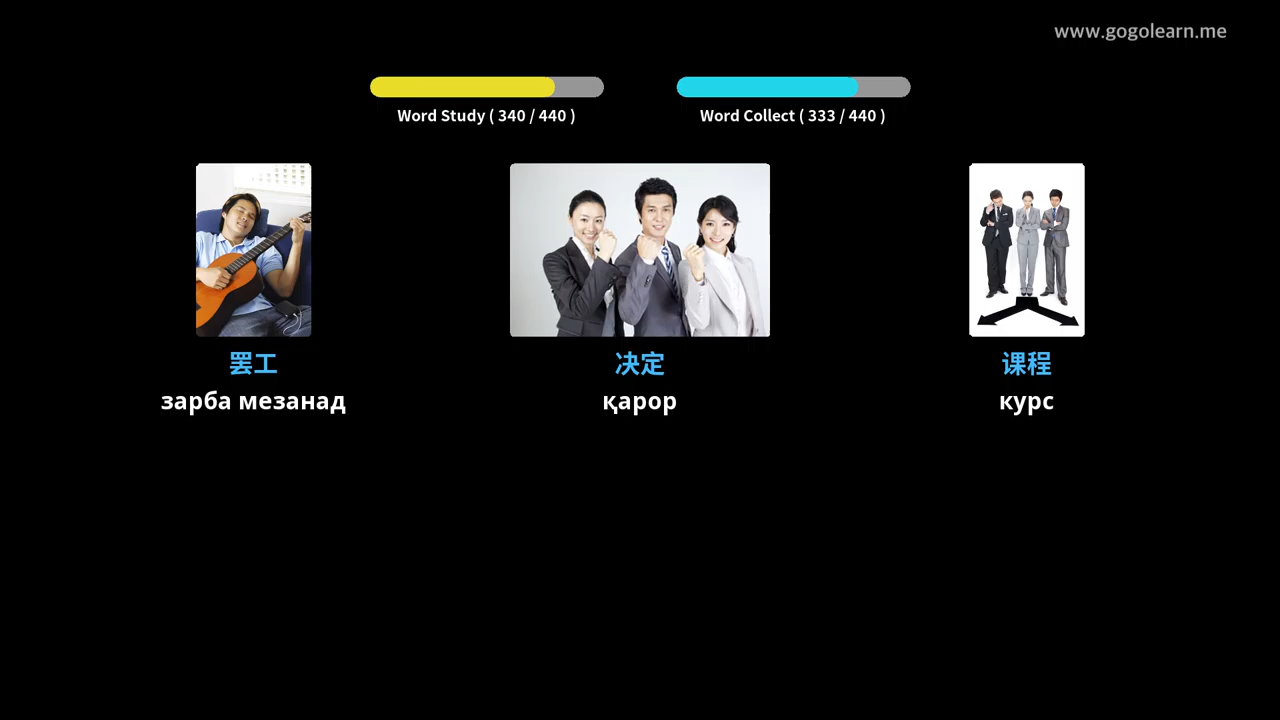 www.gogolearn.me
Word Study ( 340 / 440 )
Word Collect ( 333 / 440 )
罢工
决定
课程
зарба мезанад
қарор
курс